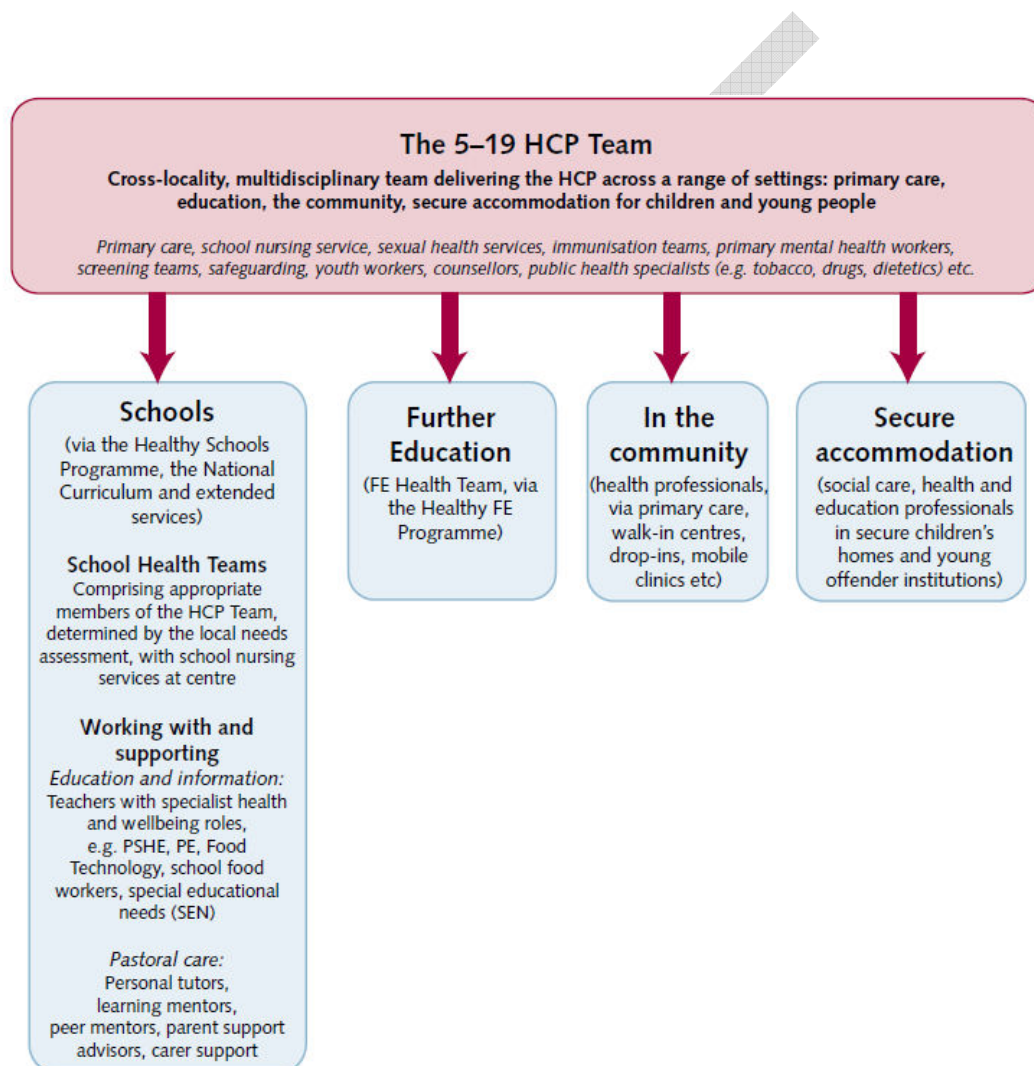 The 5–19 HCP Team
Cross-locality, multidisciplinary team delivering the HCP across a range of settings: primary care,
education, the community, secure accommodation for children and young people
Primary care, school nursing service, sexual health services, immunisation teams, primary mental health workers,
screening teams, safeguarding, youth workers, counsellors, public health specialists (e.g. tobacco, drugs, dietetics) etc.
Schools
(via the Healthy Schools
Programme, the National
Curriculum and extended
services)
School Health Teams
Comprising appropriate
members of the HCP Team,
determined by the local needs
assessment, with school nursing
services at centre
Working with and
supporting
Education and information:
Teachers with specialist health
and wellbeing roles,
e.g. PSHE, PE, Food
Technology, school food
workers, special educational
needs (SEN)
Pastoral care:
Personal tutors,
learning mentors,
peer mentors, parent support
advisors, carer support
Further
Education
(FE Health Team, via
the Healthy FE
Programme)
In the
community
(health professionals,
via primary care,
walk-in centres,
drop-ins, mobile
clinics etc)
Secure
accommodation
(social care, health and
education professionals
in secure children's
homes and young
offender institutions)